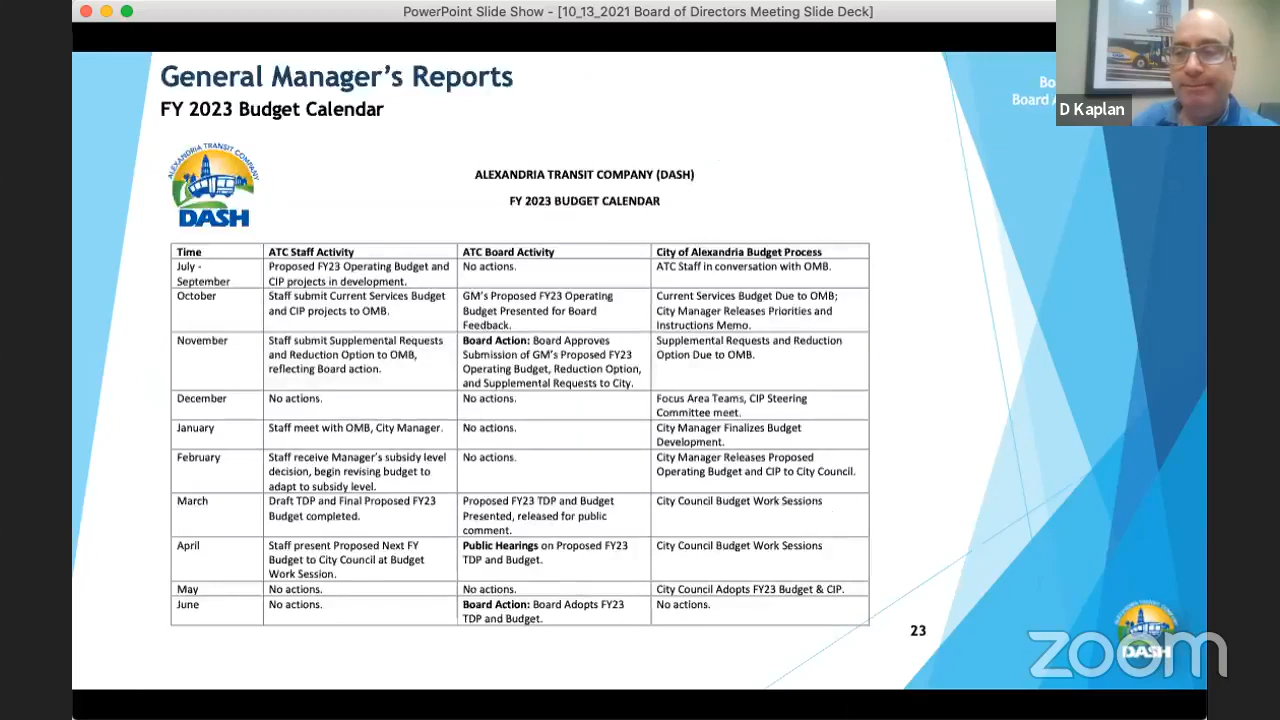 PowerPoint Slide Show - [10_13_2021 Board of Directors Meeting Slide Deck]
General Manager's Reports
FY 2023 Budget Calendar
Board
D Kaplan
ALEXANDRIA TRANSIT COMPANY
DASH
ALEXANDRIA TRANSIT COMPANY (DASH)
FY 2023 BUDGET CALENDAR
Time ATC Staff Activity ATC Board Activity City of Alexandria Budget Process
July - Proposed FY23 Operating Budget and No actions. ATC Staff in conversation with OMB.
September CIP projects in development.
October Staff submit Current Services Budget GM's Proposed FY23 Operating Current Services Budget Due to OMB;
and CIP projects to OMB. Budget Presented for Board City Manager Releases Priorities and
Feedback. Instructions Memo.
November Staff submit Supplemental Requests Board Action: Board Approves Supplemental Requests and Reduction
and Reduction Option to OMB, Submission of GM's Proposed FY23 Option Due to OMB.
reflecting Board action. Operating Budget, Reduction Option,
and Supplemental Requests to City.
December No actions. No actions. Focus Area Teams, CIP Steering
Committee meet.
January Staff meet with OMB, City Manager. No actions. City Manager Finalizes Budget
Development.
February Staff receive Manager's subsidy level No actions. City Manager Releases Proposed
decision, begin revising budget to Operating Budget and CIP to City Council.
adapt to subsidy level.
March Draft TDP and Final Proposed FY23 Proposed FY23 TDP and Budget City Council Budget Work Sessions
Budget completed. Presented, released for public
comment.
April Staff present Proposed Next FY Public Hearings on Proposed FY23 City Council Budget Work Sessions
Budget to City Council at Budget TDP and Budget.
Work Session.
May No actions. No actions. City Council Adopts FY23 Budget & CIP.
June No actions. Board Action: Board Adopts FY23 No actions.
TDP and Budget.
23
DASH
zoom